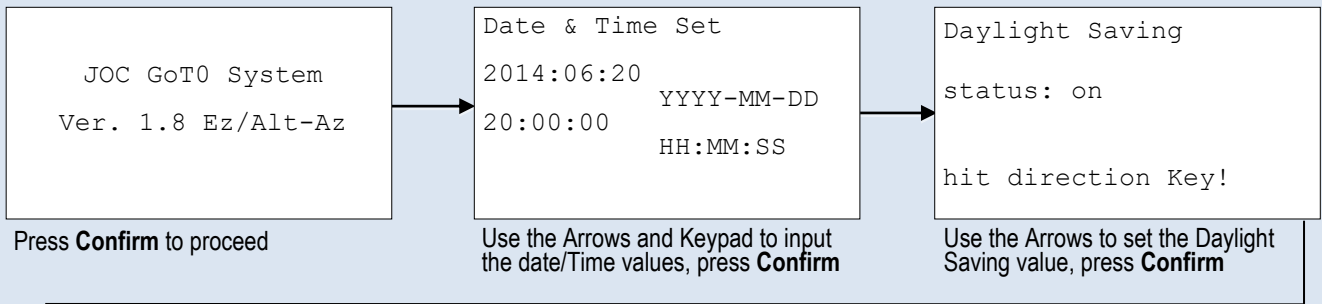 JOC GoT0 System
Ver. 1.8 Ez/Alt-Az
Press Confirm to proceed
Date & Time Set
2014:06:20
YYYY-MM-DD
20:00:00
HH:MM:SS
Use the Arrows and Keypad to input
the date/Time values, press Confirm
Daylight Saving
status: on
hit direction Key!
Use the Arrows to set the Daylight
Saving value, press Confirm